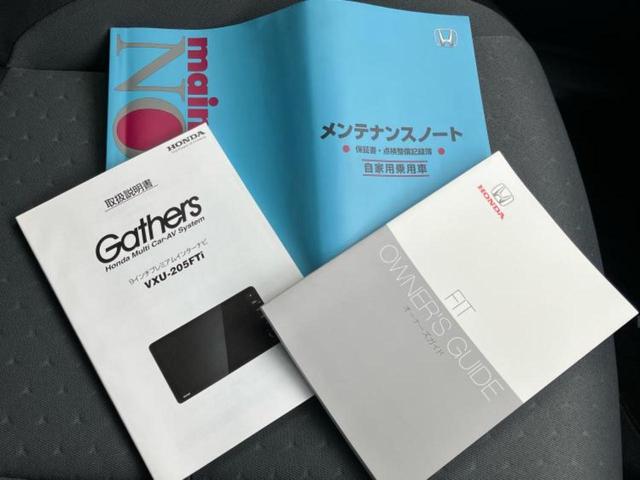 main
NO
メンテナンスノート
● 保証書・点検整備記録簿 ●
自家用乗用車
HONDA
取扱説明書
Gathers
Honda Multi Car-AV System
9インチプレミアムインターナビ
VXU-205FTi
HONDA
FIT
OWNER'S GUIDE
オーナーズガイド